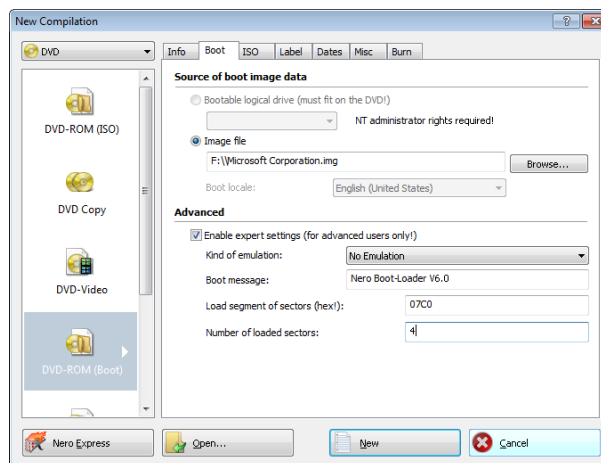 New Compilation
DVD
Info Boot ISO Label Dates Misc Burn
Source of boot image data
Bootable logical drive (must fit on the DVD!)
NT administrator rights required!
Image file
F:\\Microsoft Corporation.img
Browse...
Boot locale: English (United States)
Advanced
Enable expert settings (for advanced users only!)
Kind of emulation: No Emulation
Boot message: Nero Boot-Loader V6.0
Load segment of sectors (hex!): 07C0
Number of loaded sectors: 4
DVD-ROM (ISO)
DVD Copy
DVD-Video
DVD-ROM (Boot)
Nero Express
Open...
New
Cancel